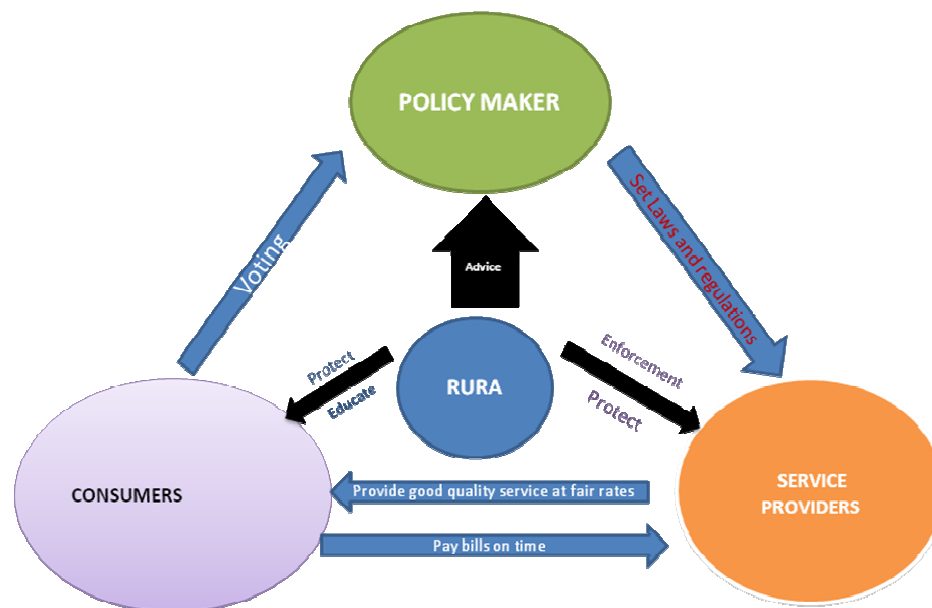 POLICY MAKER
Voting
Set Laws and regulations
Advice
RURA
Protect
Educate
Enforcement
Protect
CONSUMERS
SERVICE
PROVIDERS
Provide good quality service at fair rates
Pay bills on time